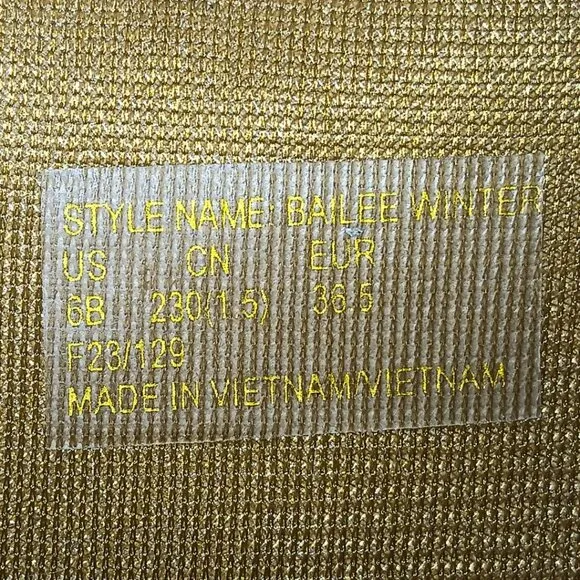 STYLE NAME: BAILEE WINTER
US CN EUR
6B 230(1.5) 36.5
F23/129
MADE IN VIETNAM/VIETNAM